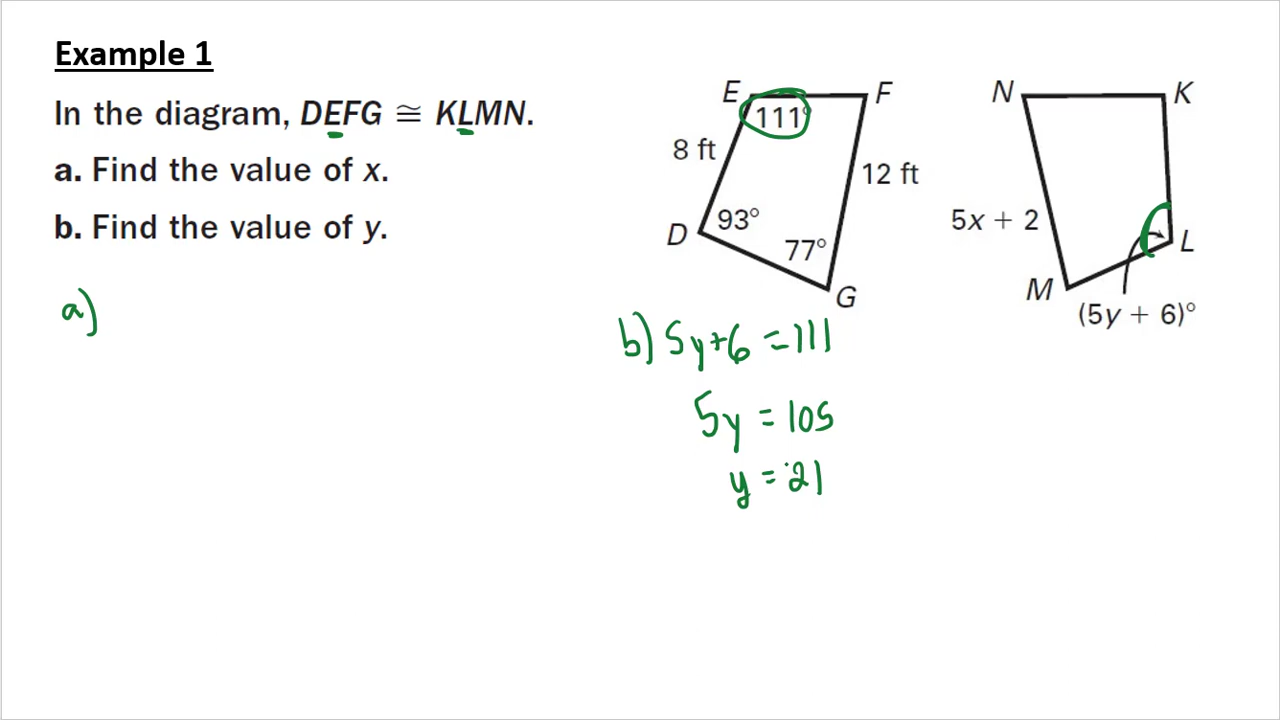 Example 1
In the diagram, DEFG ≅ KLMN.
a. Find the value of x.
b. Find the value of y.
E
F
111°
8 ft
12 ft
93°
D
77°
G
N
K
5x + 2
L
M
(5y + 6)°
a)
b) 5y+6 = 111
5y = 105
y = 21